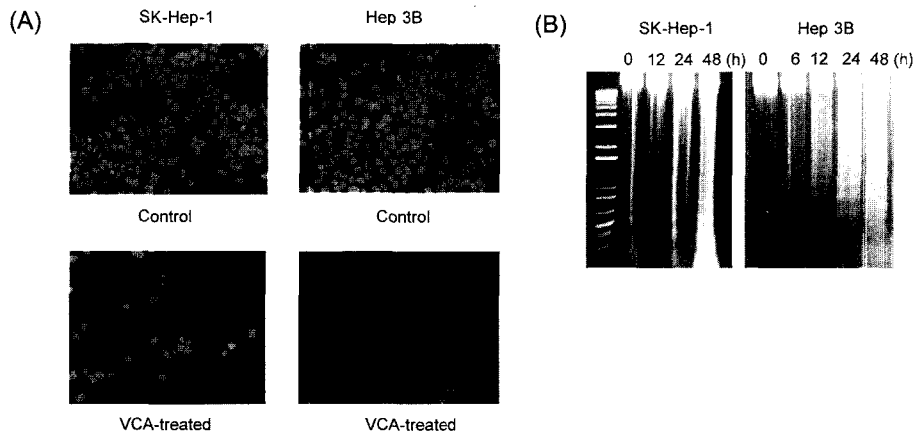 (A)
SK-Hep-1
Hep 3B
Control
Control
VCA-treated
VCA-treated
(B)
SK-Hep-1
Hep 3B
0 12 24 48 (h)
0 6 12 24 48 (h)